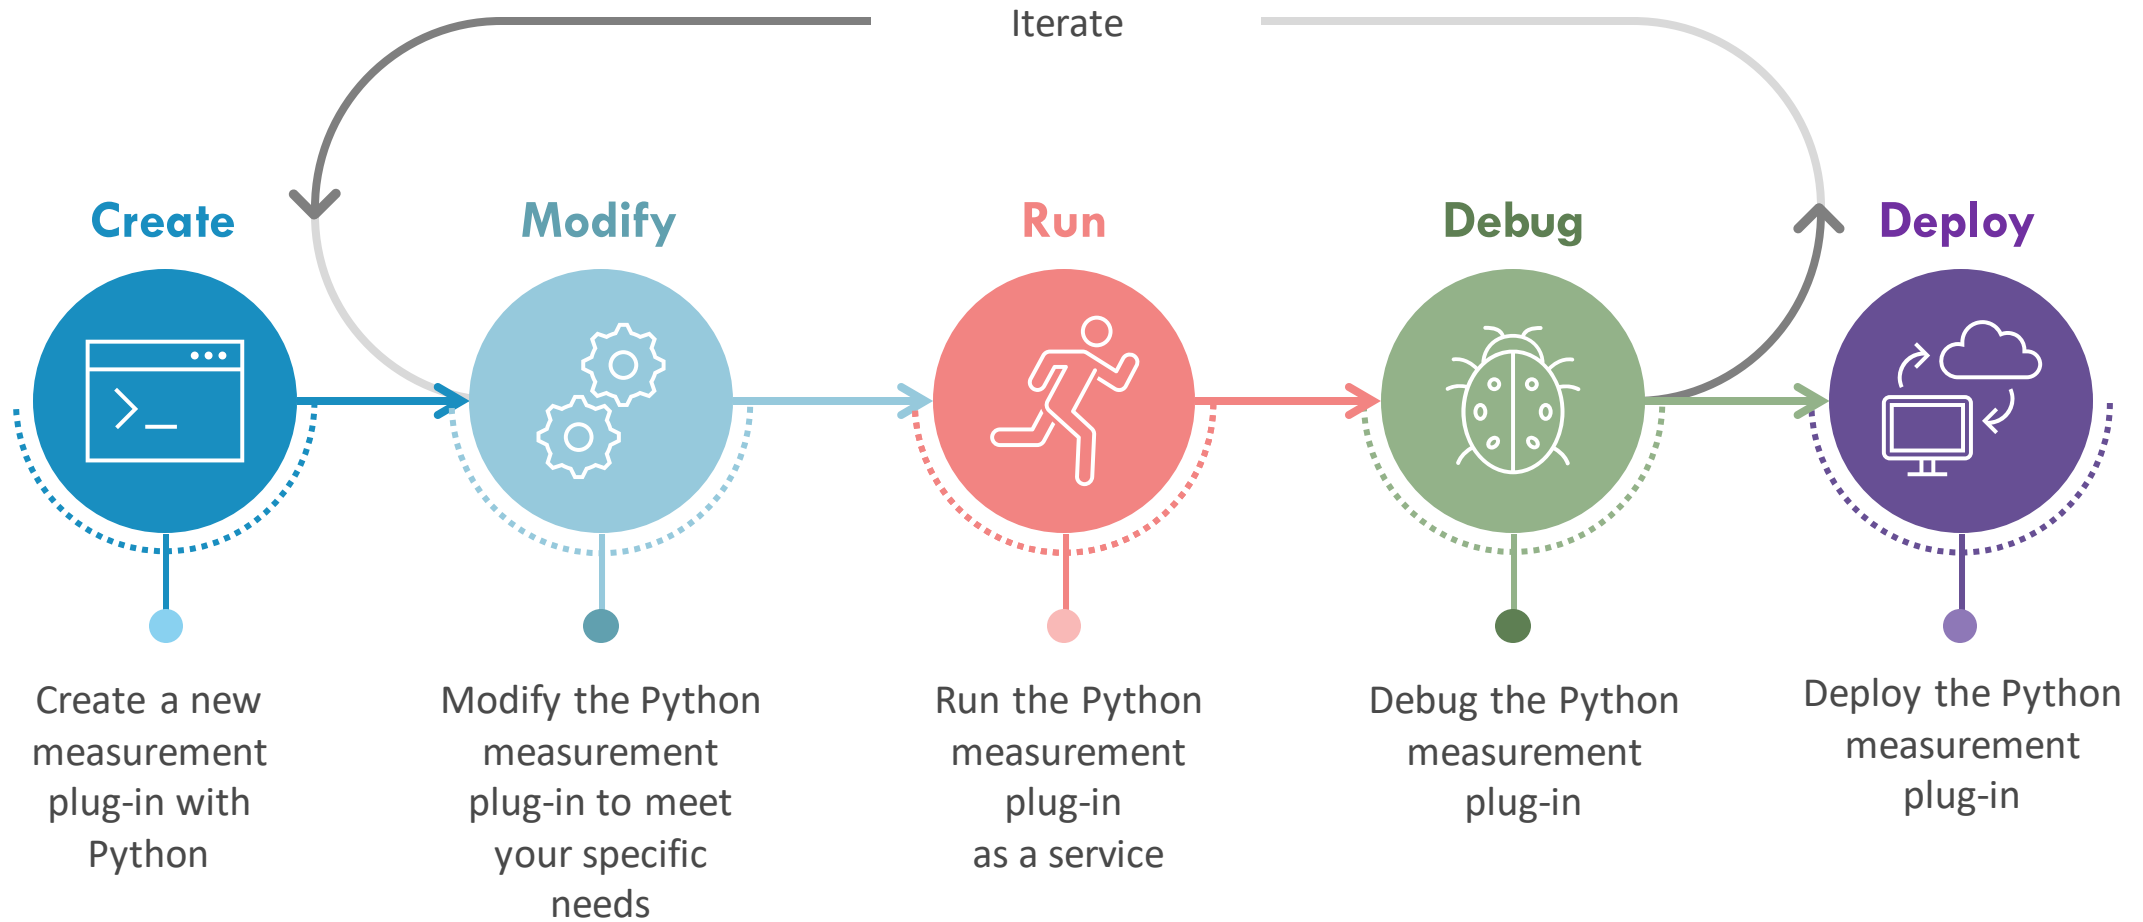 Iterate
Create
Modify
Run
Debug
Deploy
Create a new
measurement
plug-in with
Python
Modify the Python
measurement
plug-in to meet
your specific
needs
Run the Python
measurement
plug-in
as a service
Debug the Python
measurement
plug-in
Deploy the Python
measurement
plug-in